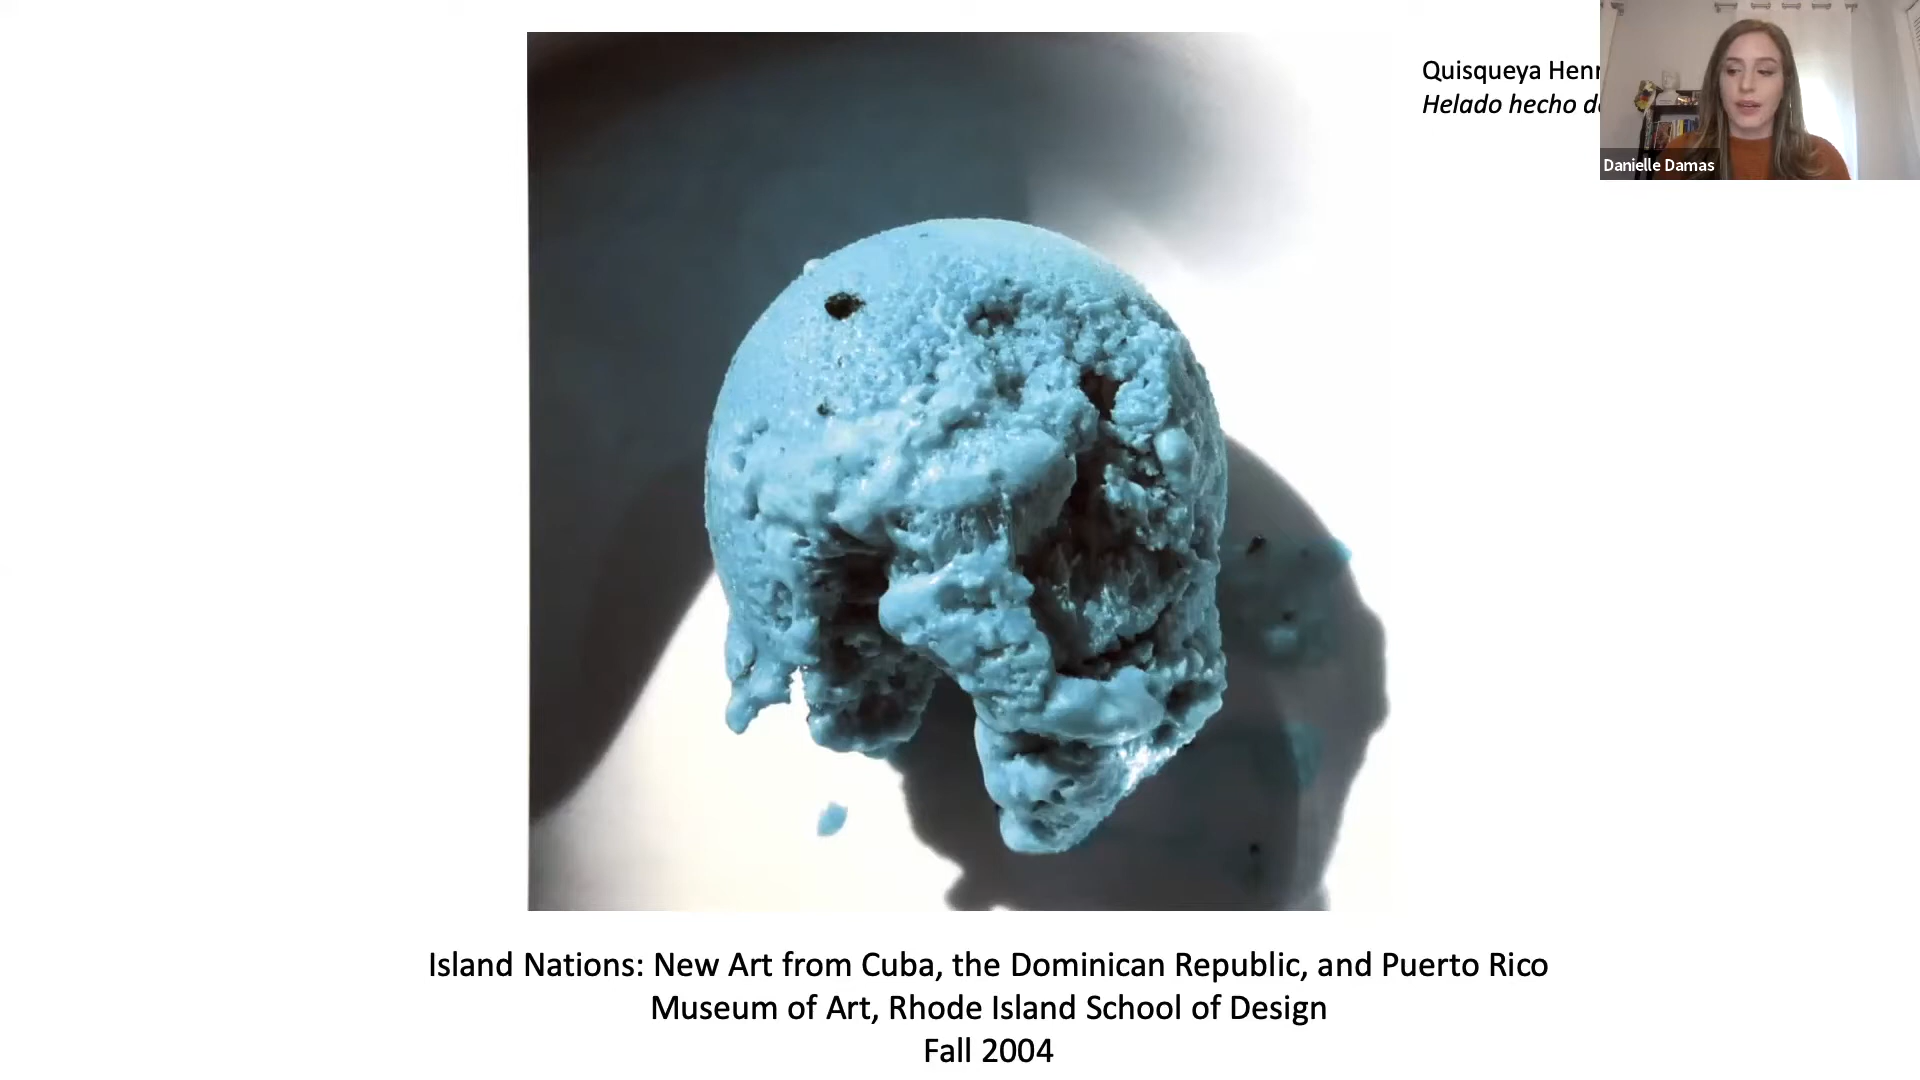 Quisqueya Henr
Helado hecho d
Danielle Damas
Island Nations: New Art from Cuba, the Dominican Republic, and Puerto Rico
Museum of Art, Rhode Island School of Design
Fall 2004